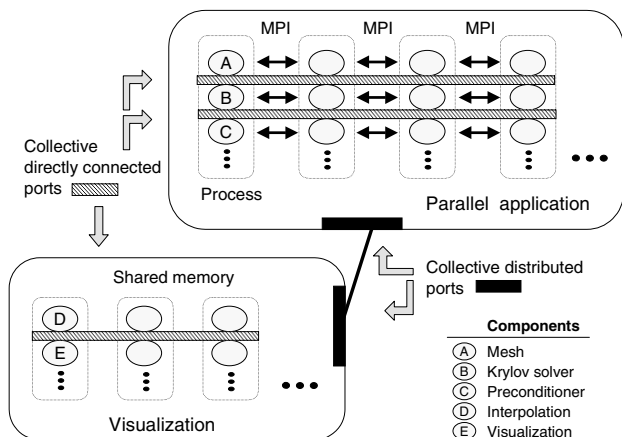 MPI MPI MPI
A
B
C
Collective
directly connected
ports
Process
Parallel application
Shared memory
Collective distributed
ports
D
E
Visualization
Components
A Mesh
B Krylov solver
C Preconditioner
D Interpolation
E Visualization